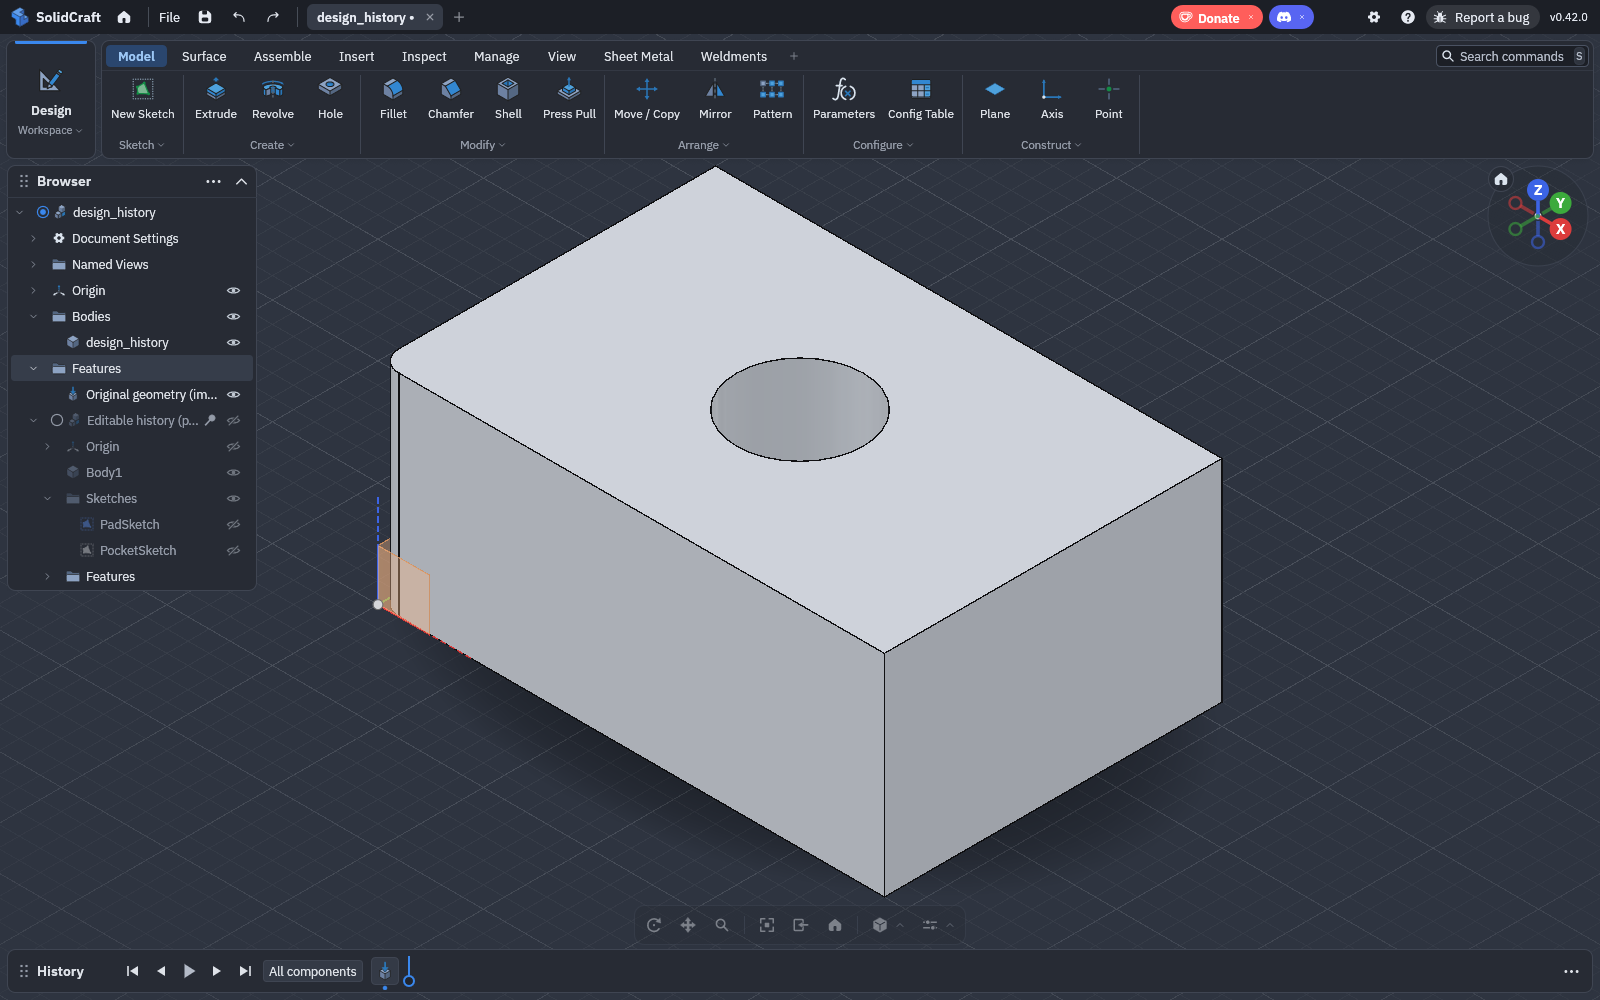 SolidCraft
File
design_history •
Donate
Report a bug
v0.42.0
Design
Workspace
Model
Surface
Assemble
Insert
Inspect
Manage
View
Sheet Metal
Weldments
Search commands
S
New Sketch
Extrude
Revolve
Hole
Fillet
Chamfer
Shell
Press Pull
Move / Copy
Mirror
Pattern
Parameters
Config Table
Plane
Axis
Point
Sketch
Create
Modify
Arrange
Configure
Construct
Browser
design_history
Document Settings
Named Views
Origin
Bodies
design_history
Features
Original geometry (im...
Editable history (p...
Origin
Body1
Sketches
PadSketch
PocketSketch
Features
Z
Y
X
History
All components